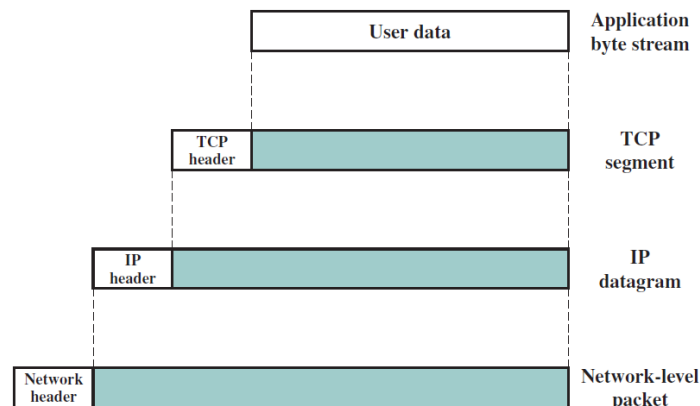 User data
Application
byte stream
TCP
header
TCP
segment
IP
header
IP
datagram
Network
header
Network-level
packet